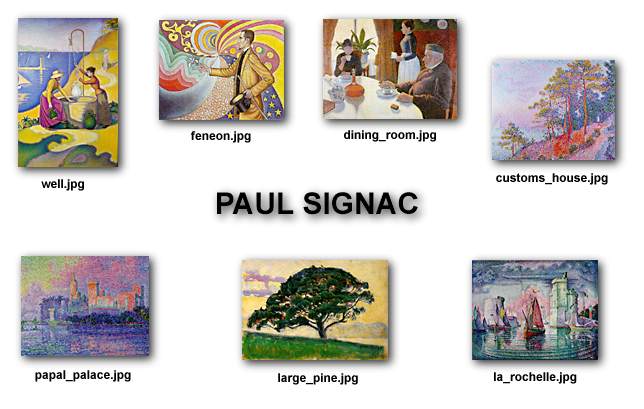 feneon.jpg
dining_room.jpg
customs_house.jpg
well.jpg
PAUL SIGNAC
papal_palace.jpg
large_pine.jpg
la_rochelle.jpg